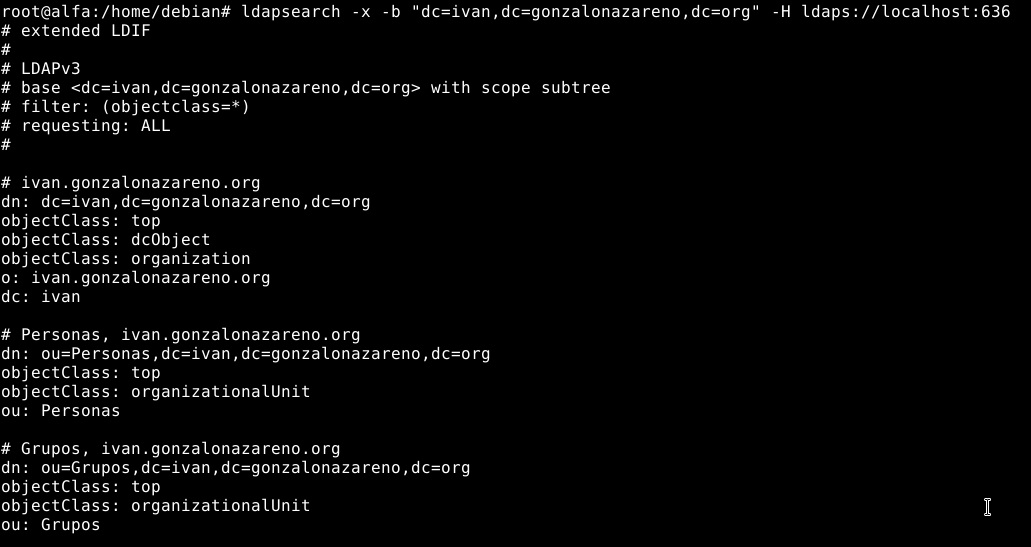 root@alfa:/home/debian# ldapsearch -x -b "dc=ivan,dc=gonzalonazareno,dc=org" -H ldaps://localhost:636
# extended LDIF
#
# LDAPv3
# base <dc=ivan,dc=gonzalonazareno,dc=org> with scope subtree
# filter: (objectclass=*)
# requesting: ALL
#

# ivan.gonzalonazareno.org
dn: dc=ivan,dc=gonzalonazareno,dc=org
objectClass: top
objectClass: dcObject
objectClass: organization
o: ivan.gonzalonazareno.org
dc: ivan

# Personas, ivan.gonzalonazareno.org
dn: ou=Personas,dc=ivan,dc=gonzalonazareno,dc=org
objectClass: top
objectClass: organizationalUnit
ou: Personas

# Grupos, ivan.gonzalonazareno.org
dn: ou=Grupos,dc=ivan,dc=gonzalonazareno,dc=org
objectClass: top
objectClass: organizationalUnit
ou: Grupos